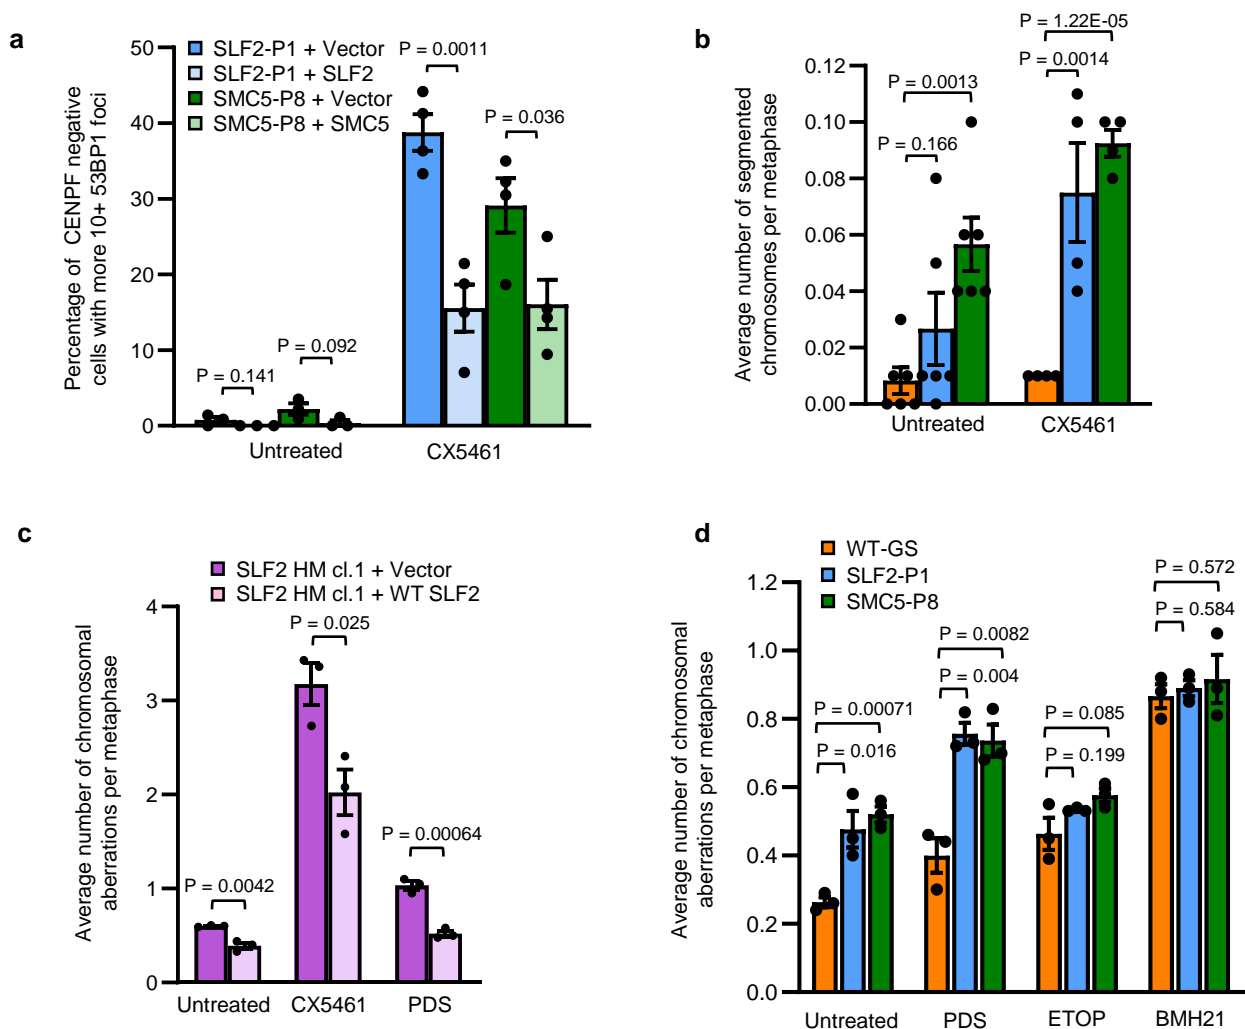 a
Percentage of CENPF negative
cells with more 10+ 53BP1 foci
50
40
30
20
10
0
SLF2-P1 + Vector
SLF2-P1 + SLF2
SMC5-P8 + Vector
SMC5-P8 + SMC5
P = 0.0011
P = 0.036
P = 0.092
P = 0.141
Untreated
CX5461
b
Average number of segmented
chromosomes per metaphase
0.12
0.10
0.08
0.06
0.04
0.02
0.00
P = 1.22E-05
P = 0.0014
P = 0.0013
P = 0.166
Untreated
CX5461
c
Average number of chromosomal
aberrations per metaphase
4
3
2
1
0
SLF2 HM cl.1 + Vector
SLF2 HM cl.1 + WT SLF2
P = 0.025
P = 0.00064
P = 0.0042
Untreated
CX5461
PDS
d
Average number of chromosomal
aberrations per metaphase
1.2
1.0
0.8
0.6
0.4
0.2
0.0
WT-GS
SLF2-P1
SMC5-P8
P = 0.572
P = 0.584
P = 0.0082
P = 0.004
P = 0.00071
P = 0.016
P = 0.085
P = 0.199
Untreated
PDS
ETOP
BMH21